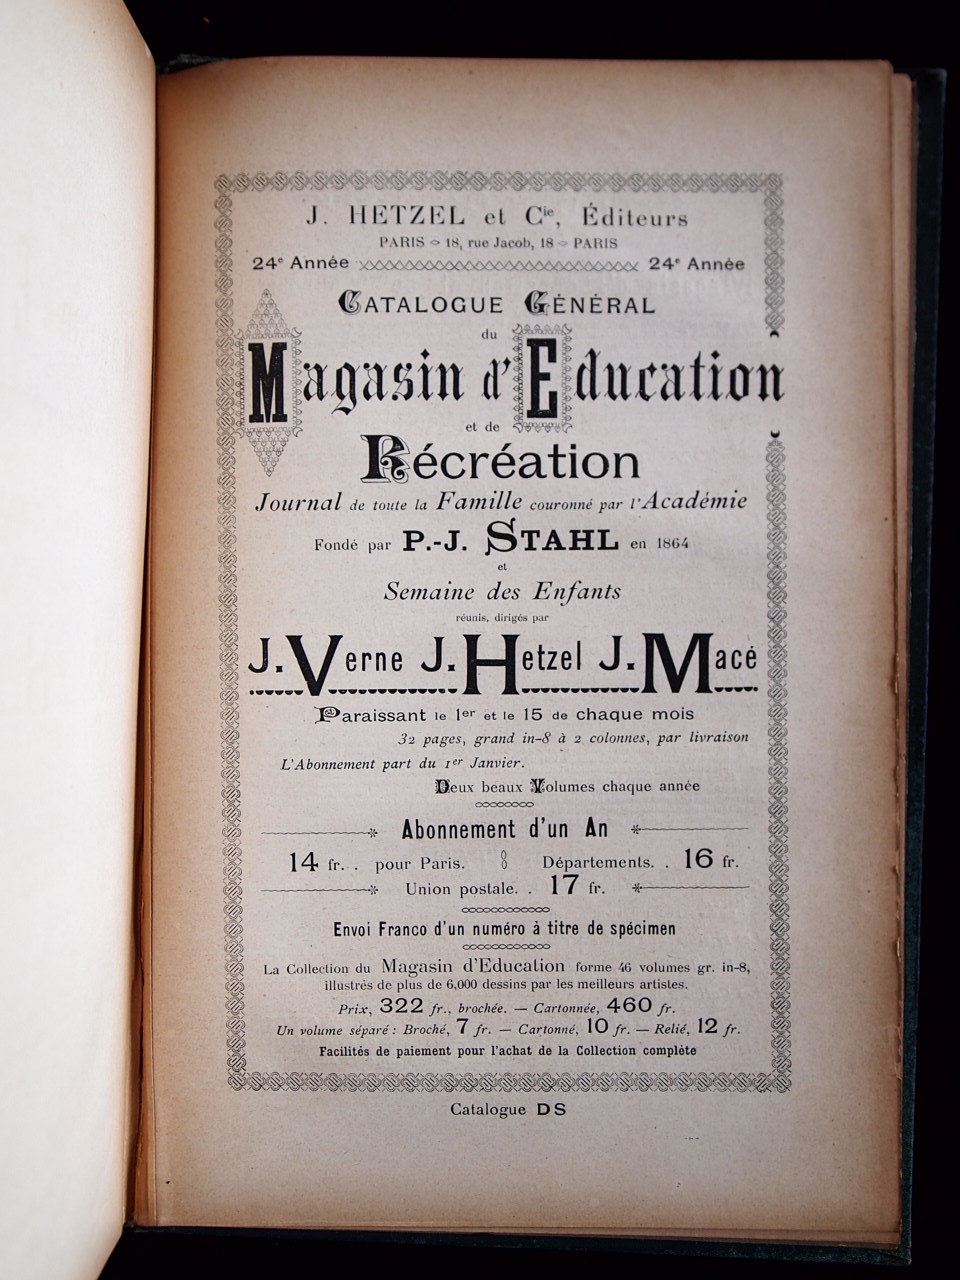 J. HETZEL et Cie, Éditeurs
PARIS 18, rue Jacob, 18 PARIS
24e Année 24e Année
CATALOGUE GÉNÉRAL
du
Magasin d'Education
et de
Récréation
Journal de toute la Famille couronné par l'Académie
Fondé par P.-J. STAHL en 1864
et
Semaine des Enfants
réunis, dirigés par
J. Verne J. Hetzel J. Macé
Paraissant le 1er et le 15 de chaque mois
32 pages, grand in-8 à 2 colonnes, par livraison
L'Abonnement part du 1er Janvier.
Deux beaux Volumes chaque année
Abonnement d'un An
14 fr. . pour Paris. Départements. . 16 fr.
Union postale. . 17 fr.
Envoi Franco d'un numéro à titre de spécimen
La Collection du Magasin d'Education forme 46 volumes gr. in-8,
illustrés de plus de 6,000 dessins par les meilleurs artistes.
Prix, 322 fr., brochée. — Cartonnée, 460 fr.
Un volume séparé : Broché, 7 fr. — Cartonné, 10 fr. — Relié, 12 fr.
Facilités de paiement pour l'achat de la Collection complète
Catalogue DS